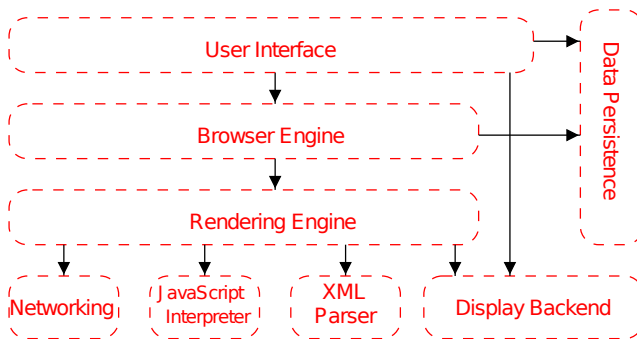 User Interface
Data Persistence
Browser Engine
Rendering Engine
Networking
JavaScript
Interpreter
XML
Parser
Display Backend